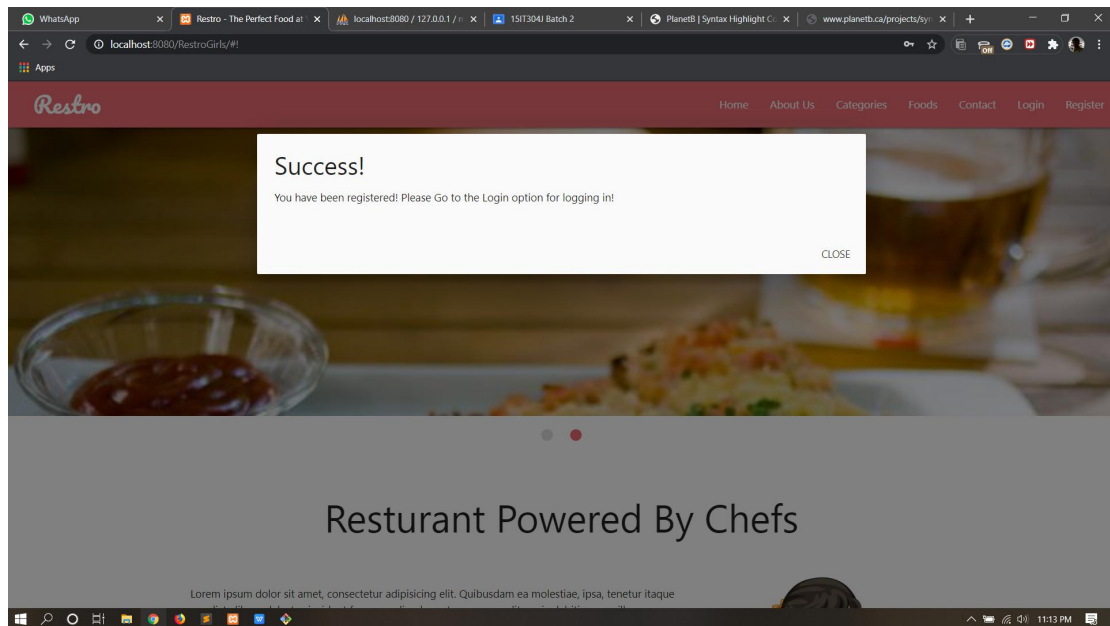 WhatsApp
Restro - The Perfect Food at
localhost:8080 / 127.0.0.1 /
15IT304J Batch 2
PlanetB | Syntax Highlight
www.planetb.ca/projects/syn
localhost:8080/RestroGirls/#!
Off
Apps
Restro
Home About Us Categories Foods Contact Login Register
Success!
You have been registered! Please Go to the Login option for logging in!
CLOSE
Resturant Powered By Chefs
Lorem ipsum dolor sit amet, consectetur adipisicing elit. Quibusdam ea molestiae, ipsa, tenetur itaque
11:13 PM